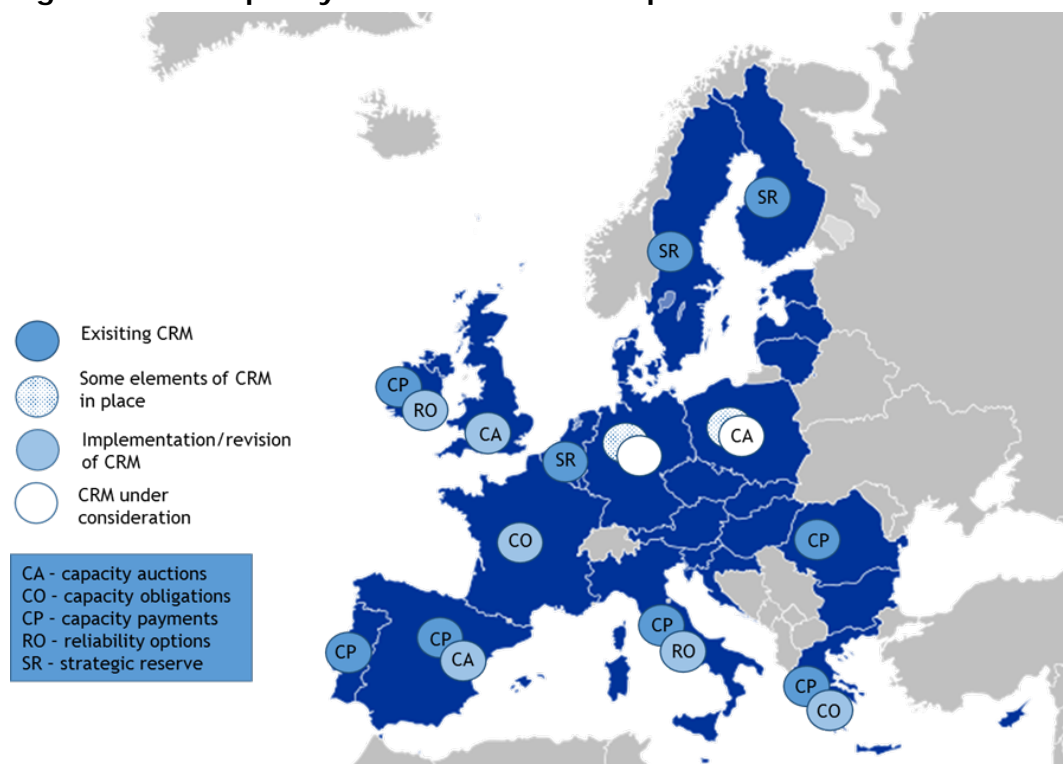 SR
SR
Exisiting CRM
Some elements of CRM
in place
Implementation/revision
of CRM
CRM under
consideration
CP
RO
CA
SR
CA
CO
CP
CA - capacity auctions
CO - capacity obligations
CP - capacity payments
RO - reliability options
SR - strategic reserve
CP
CP
CA
CP
RO
CP
CO